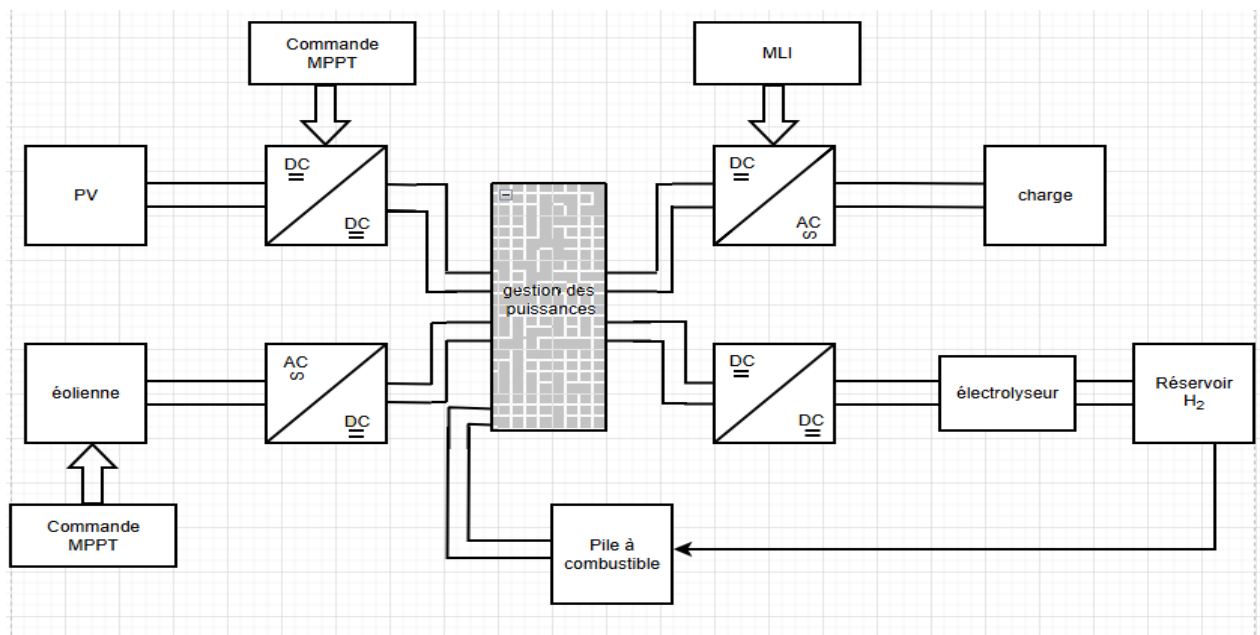 Commande
MPPT
MLI
PV
DC
DC
DC
AC
charge
gestion des
puissances
éolienne
AC
DC
DC
DC
électrolyseur
Réservoir
H₂
Commande
MPPT
Pile à
combustible